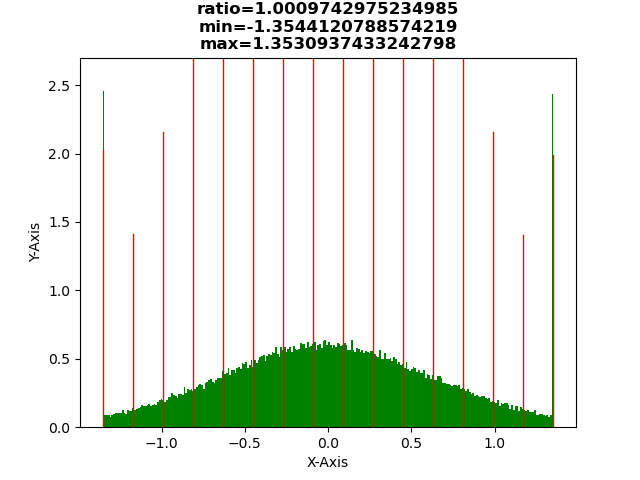 ratio=1.0009742975234985
min=-1.3544120788574219
max=1.3530937433242798
2.5
2.0
1.5
1.0
0.5
0.0
Y-Axis
−1.0 −0.5 0.0 0.5 1.0
X-Axis